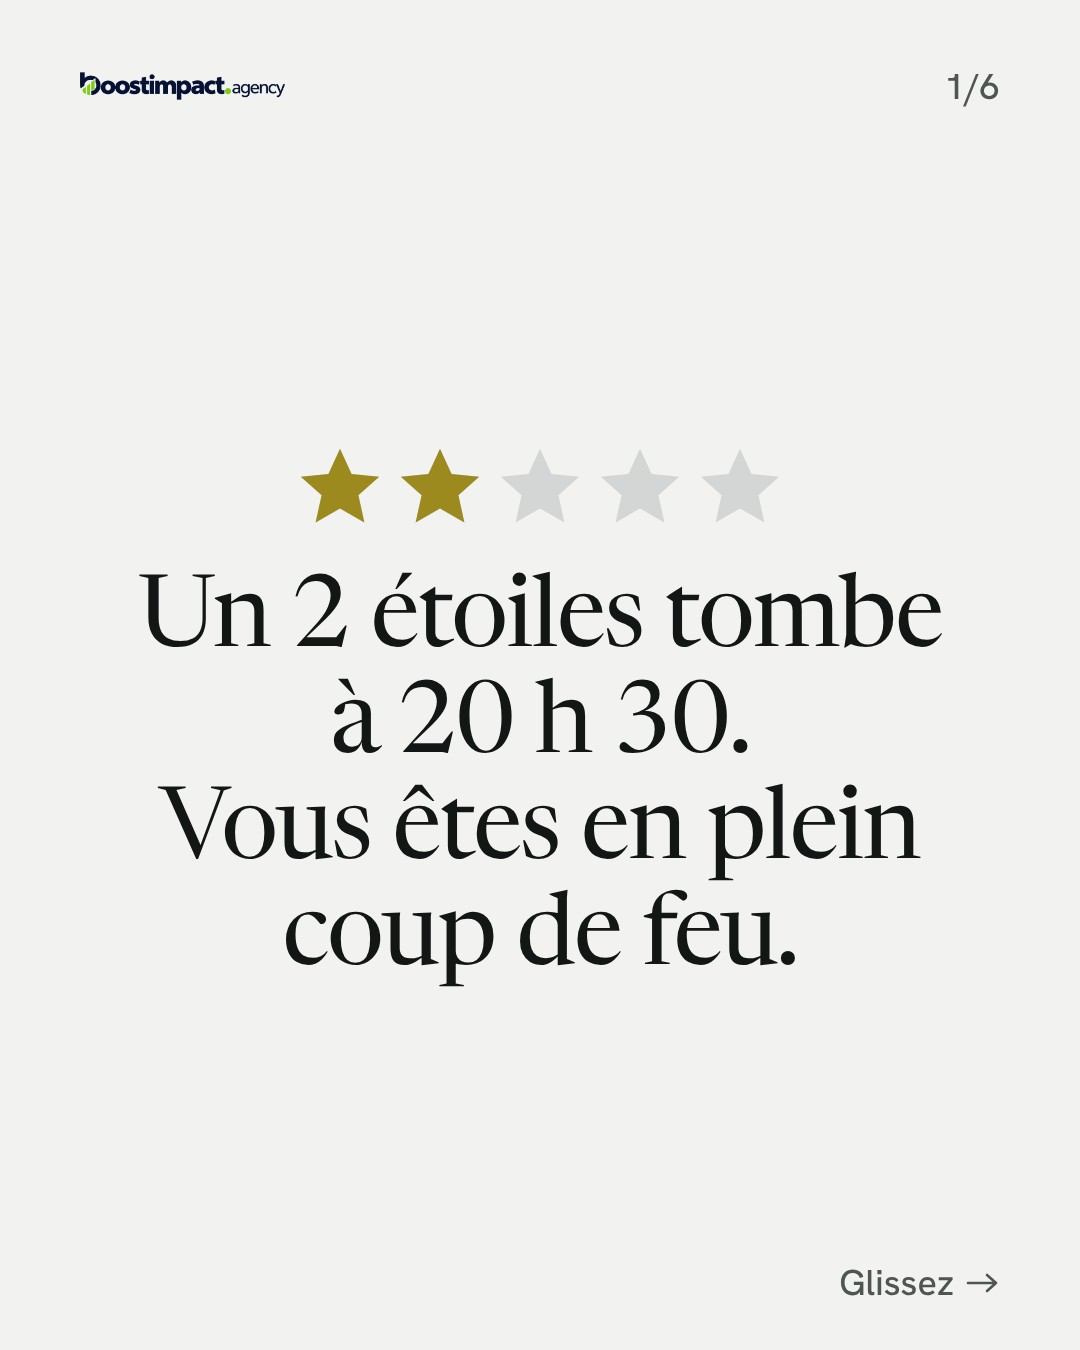 boostimpact.agency
1/6
Un 2 étoiles tombe
à 20 h 30.
Vous êtes en plein
coup de feu.
Glissez →